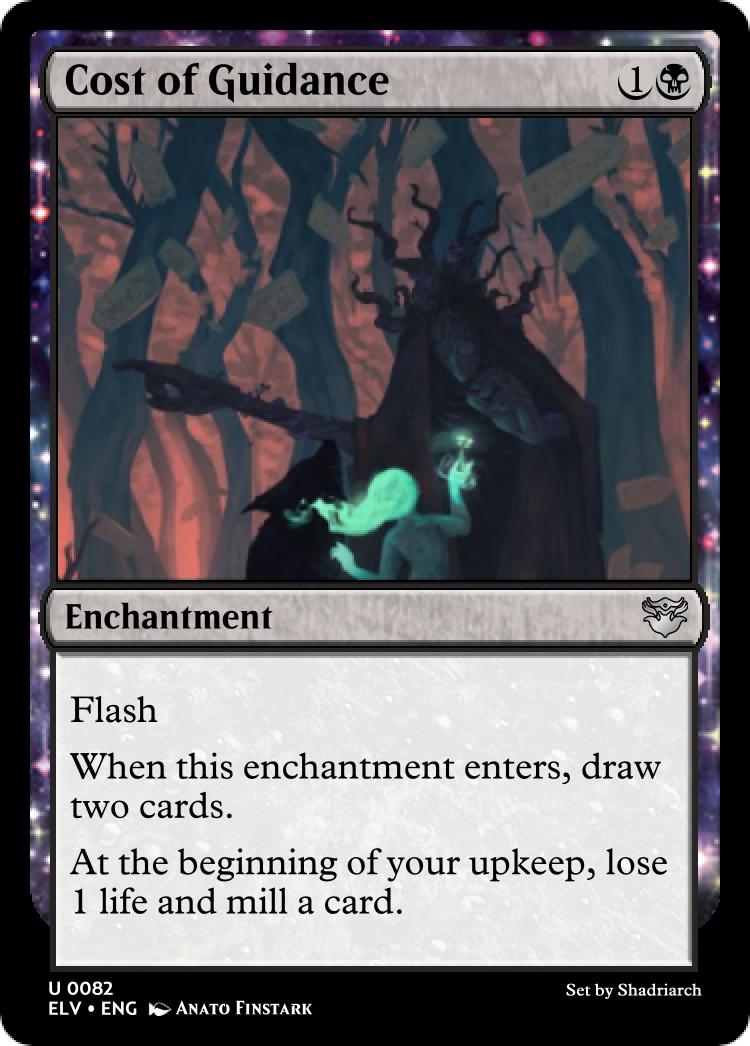 Cost of Guidance
1
Enchantment
Flash
When this enchantment enters, draw
two cards.
At the beginning of your upkeep, lose
1 life and mill a card.
U 0082
ELV • ENG ANATO FINSTARK
Set by Shadriarch